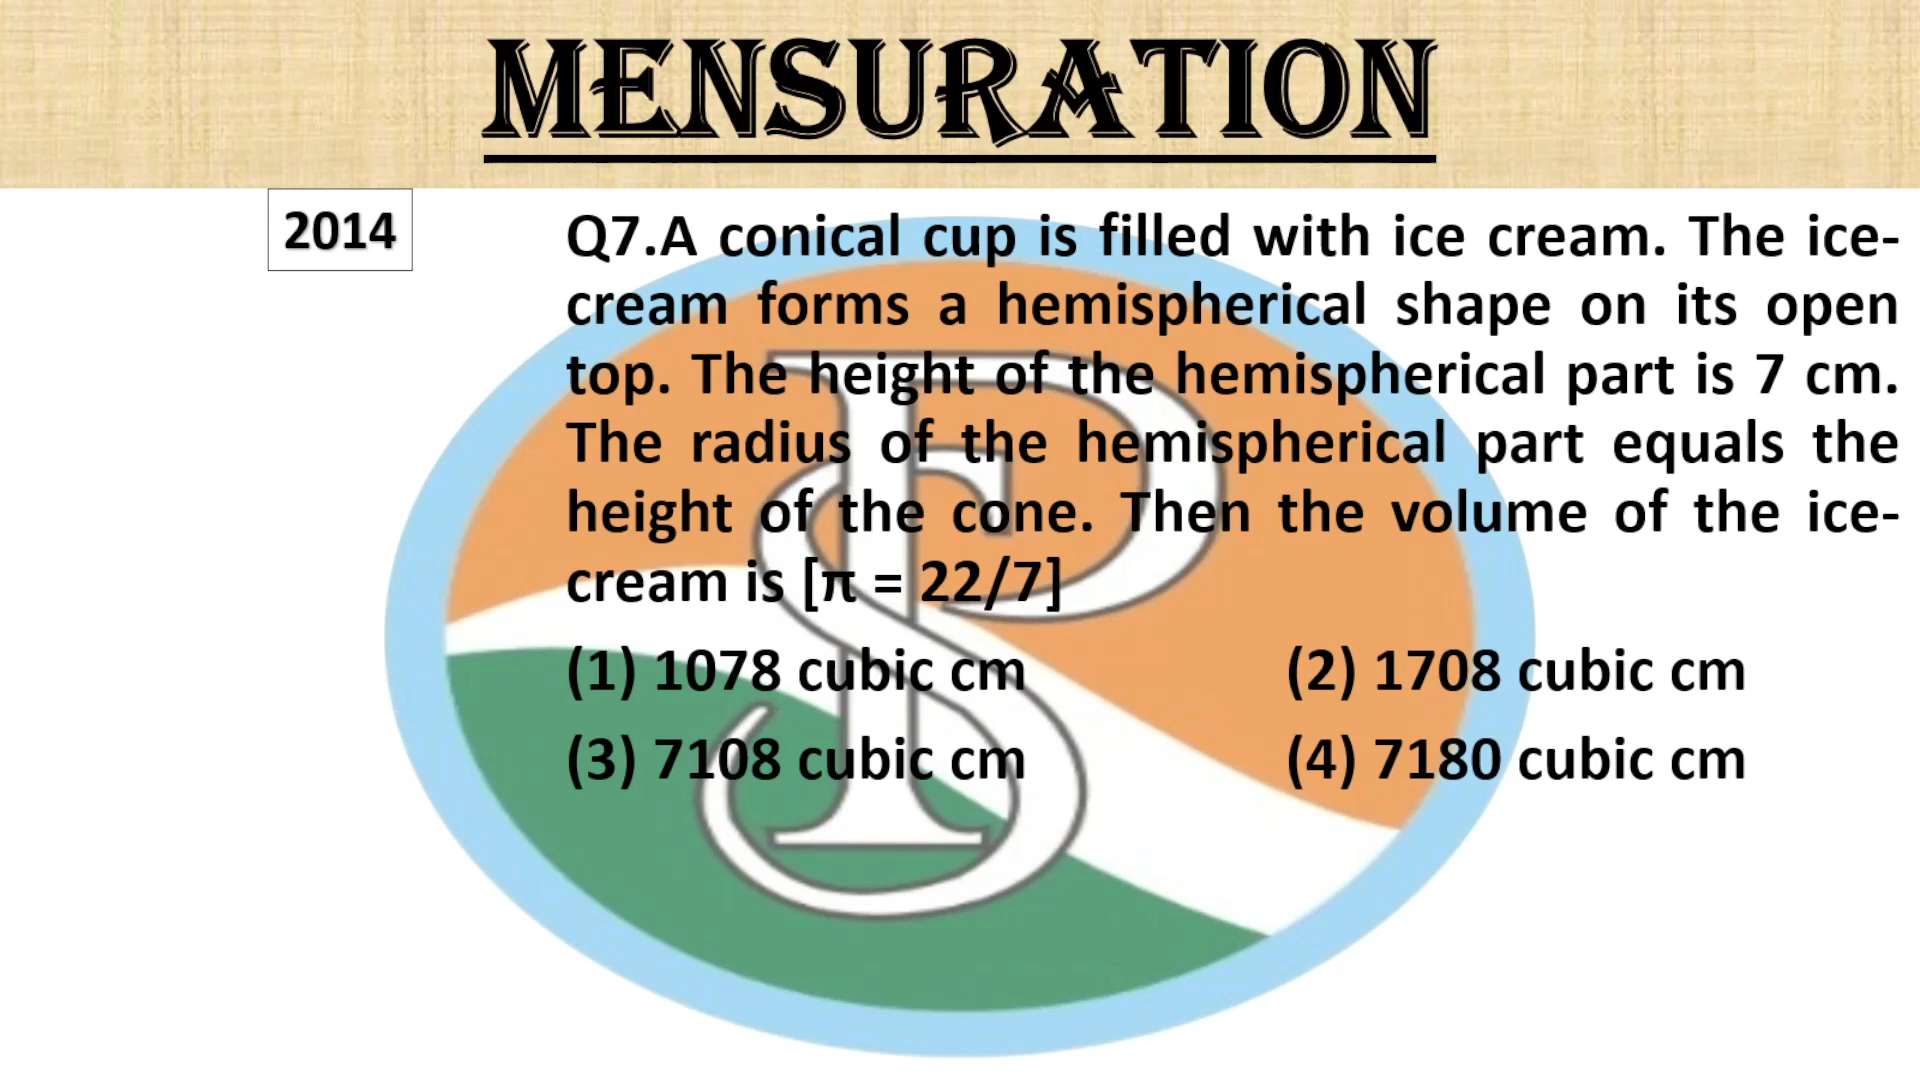 MENSURATION
2014
Q7.A conical cup is filled with ice cream. The ice-
cream forms a hemispherical shape on its open
top. The height of the hemispherical part is 7 cm.
The radius of the hemispherical part equals the
height of the cone. Then the volume of the ice-
cream is [π = 22/7]
(1) 1078 cubic cm (2) 1708 cubic cm
(3) 7108 cubic cm (4) 7180 cubic cm